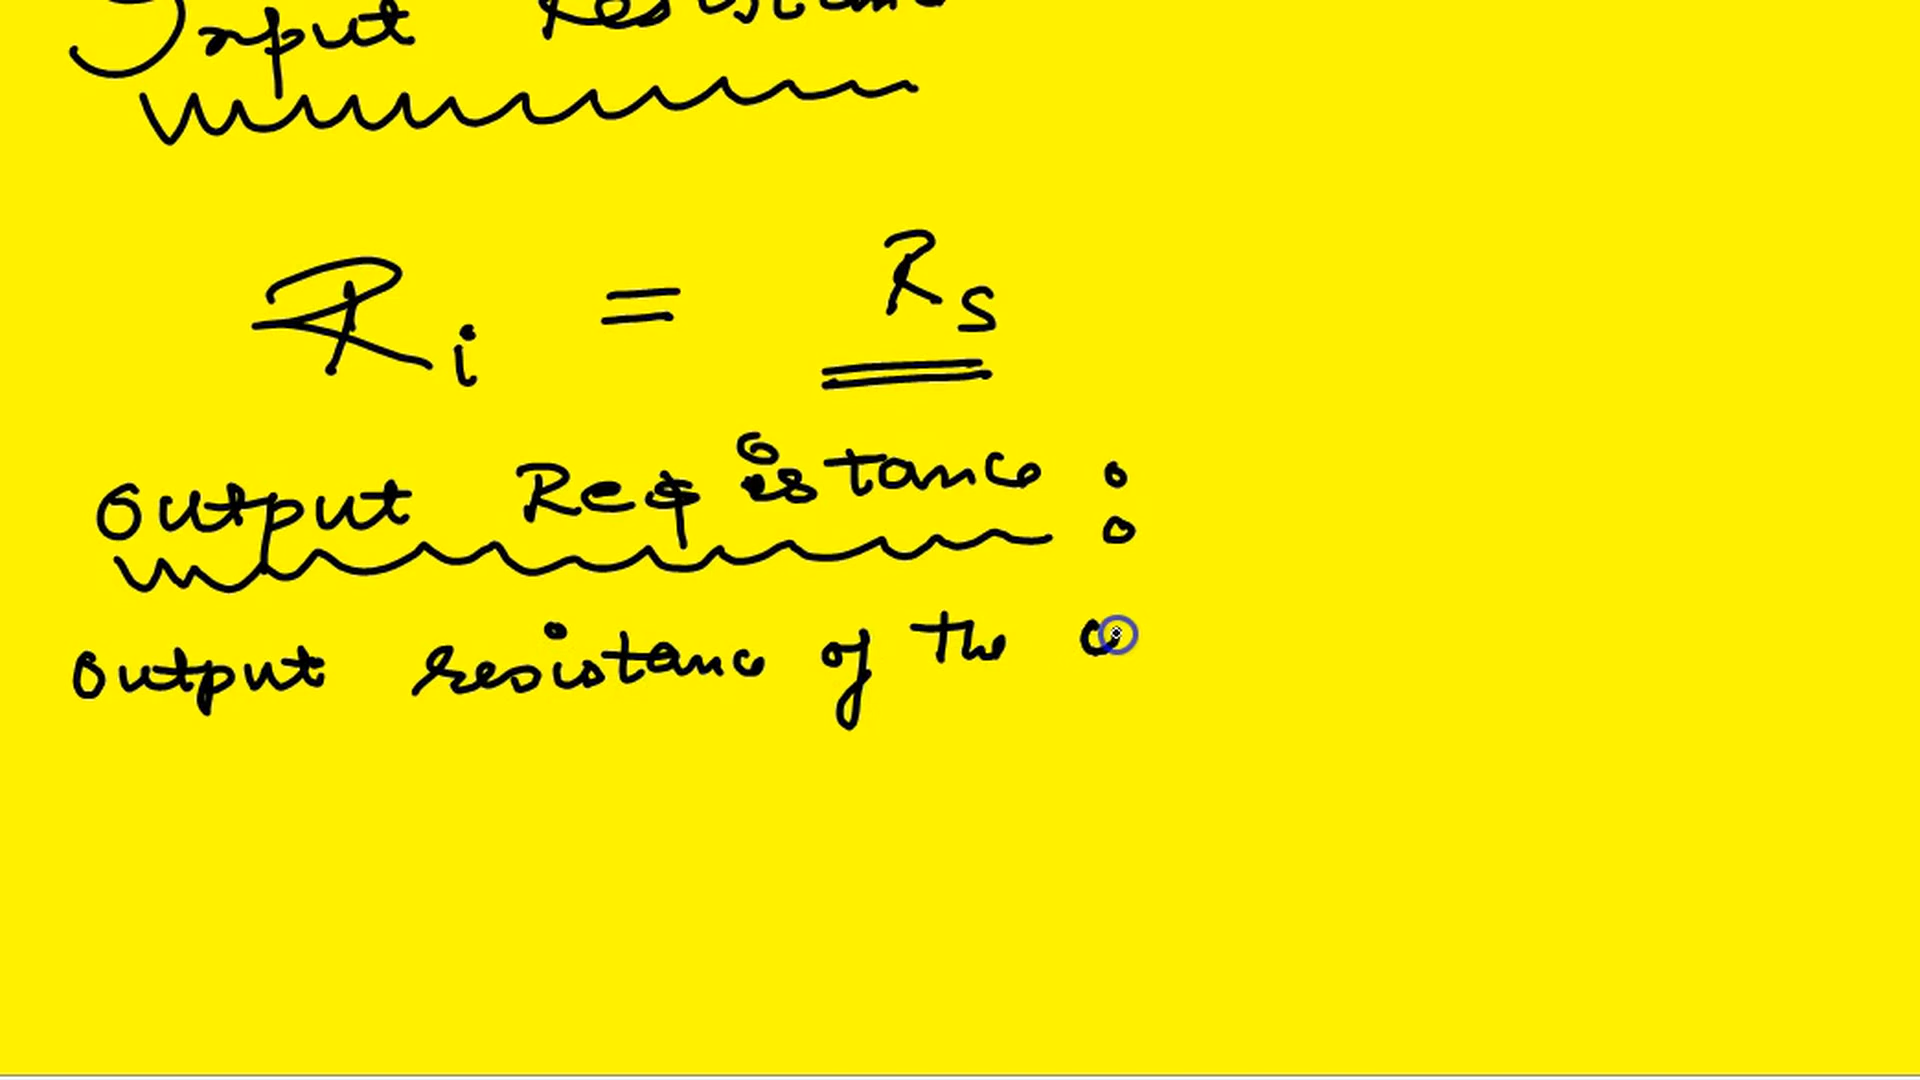 Input Resistance
Ri = Rs
Output Resistance :
Output resistance of the